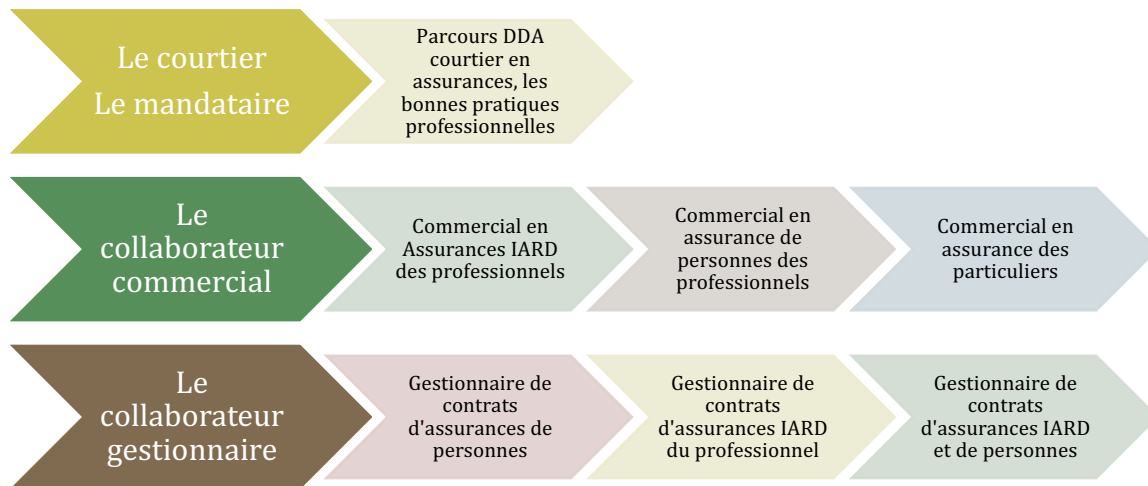 Le courtier
Le mandataire
Parcours DDA
courtier en
assurances, les
bonnes pratiques
professionnelles
Le
collaborateur
commercial
Commercial en
Assurances IARD
des professionnels
Commercial en
assurance de
personnes des
professionnels
Commercial en
assurance des
particuliers
Le
collaborateur
gestionnaire
Gestionnaire de
contrats
d'assurances de
personnes
Gestionnaire de
contrats
d'assurances IARD
du professionnel
Gestionnaire de
contrats
d'assurances IARD
et de personnes